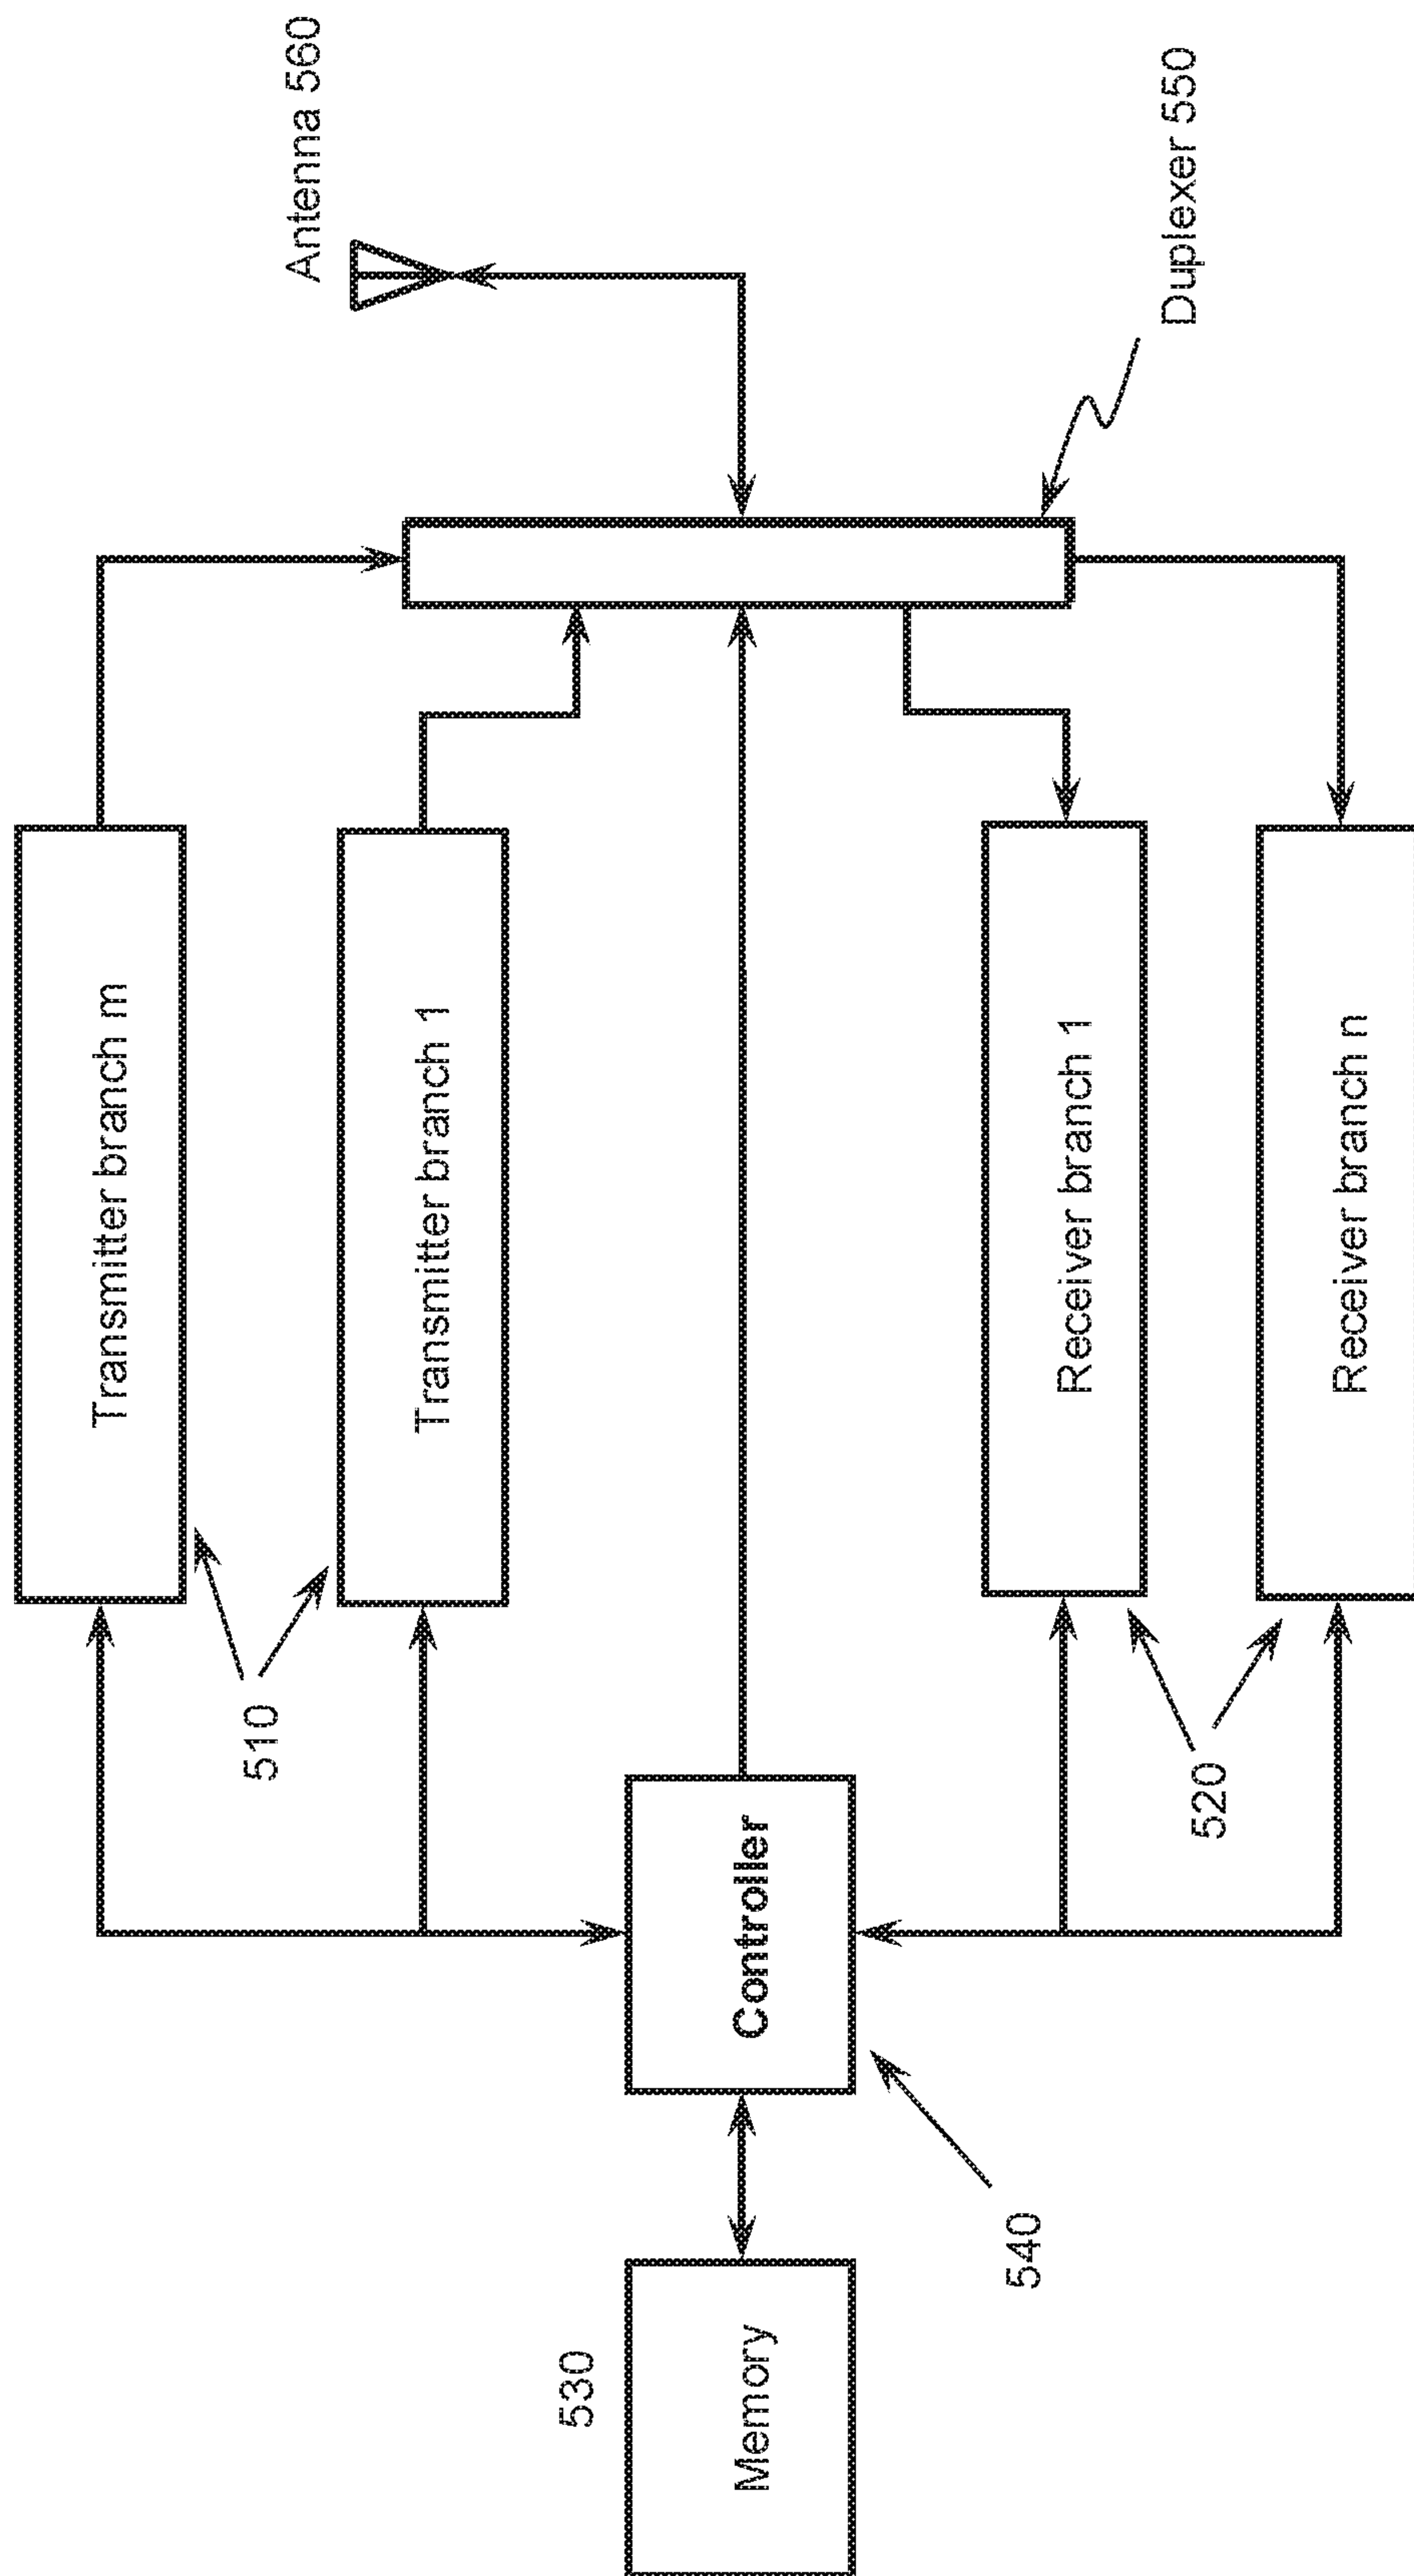 Antenna 560
Transmitter branch m
510
Transmitter branch 1
530
Memory
Controller
540
Duplexer 550
Receiver branch 1
520
Receiver branch n